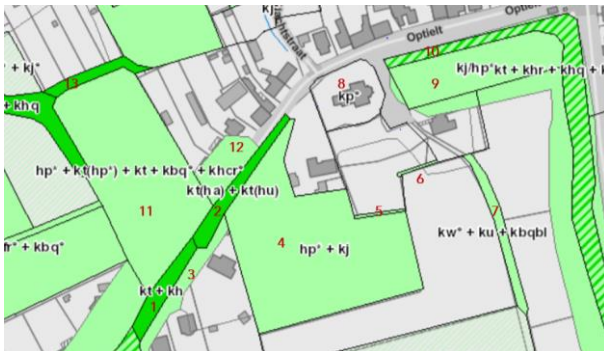 kj
Optielt
Optielt
10
+ kj*
13
8
9
kj/hp*kt + khr+*khq + k
kp*
+ khq
12
hp* + kt(hp*) + kt + kbq* + khcr*
kt(ha) + kt(hu)
6
11
2
5
7
4
kw* + ku + kbqbl
fr* + kbq*
hp* + kj
3
kt + kh
1